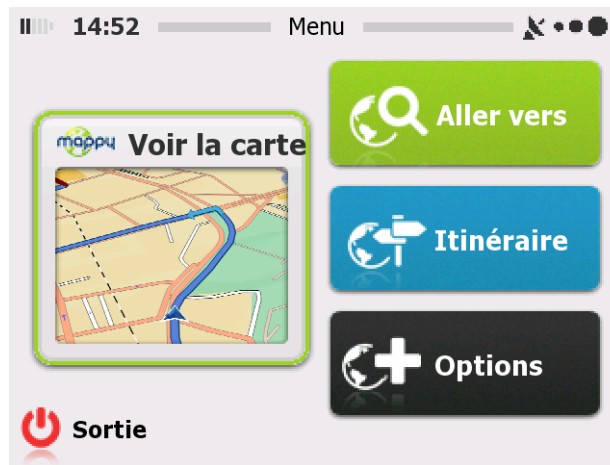 14:52 Menu
mappy Voir la carte
Aller vers
Itinéraire
Options
Sortie